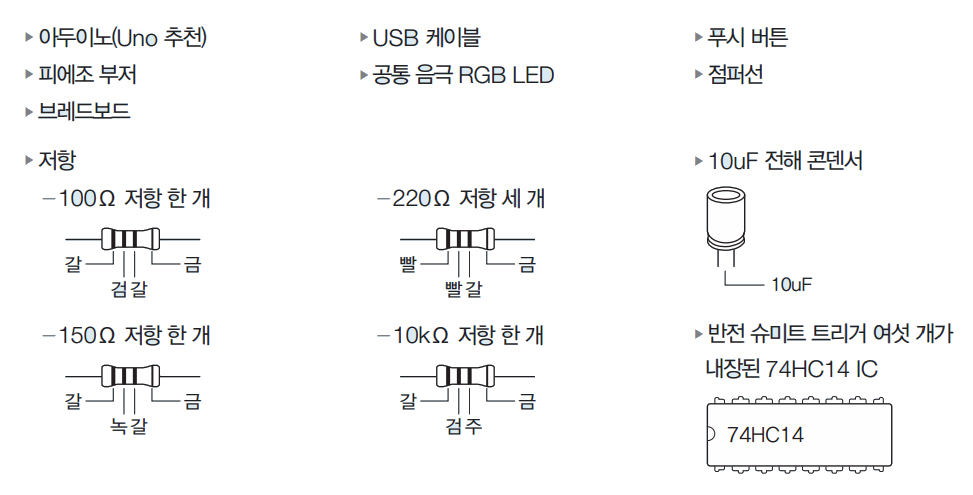 ▶ 아두이노(Uno 추천)
▶ USB 케이블
▶ 푸시 버튼
▶ 피에조 부저
▶ 공통 음극 RGB LED
▶ 점퍼선
▶ 브레드보드
▶ 저항
▶ 10uF 전해 콘덴서
–100Ω 저항 한 개
–220Ω 저항 세 개
갈 금
검 갈
빨 금
빨 갈
10uF
–150Ω 저항 한 개
–10kΩ 저항 한 개
▶ 반전 슈미트 트리거 여섯 개가
내장된 74HC14 IC
갈 금
녹 갈
갈 금
검 주
74HC14